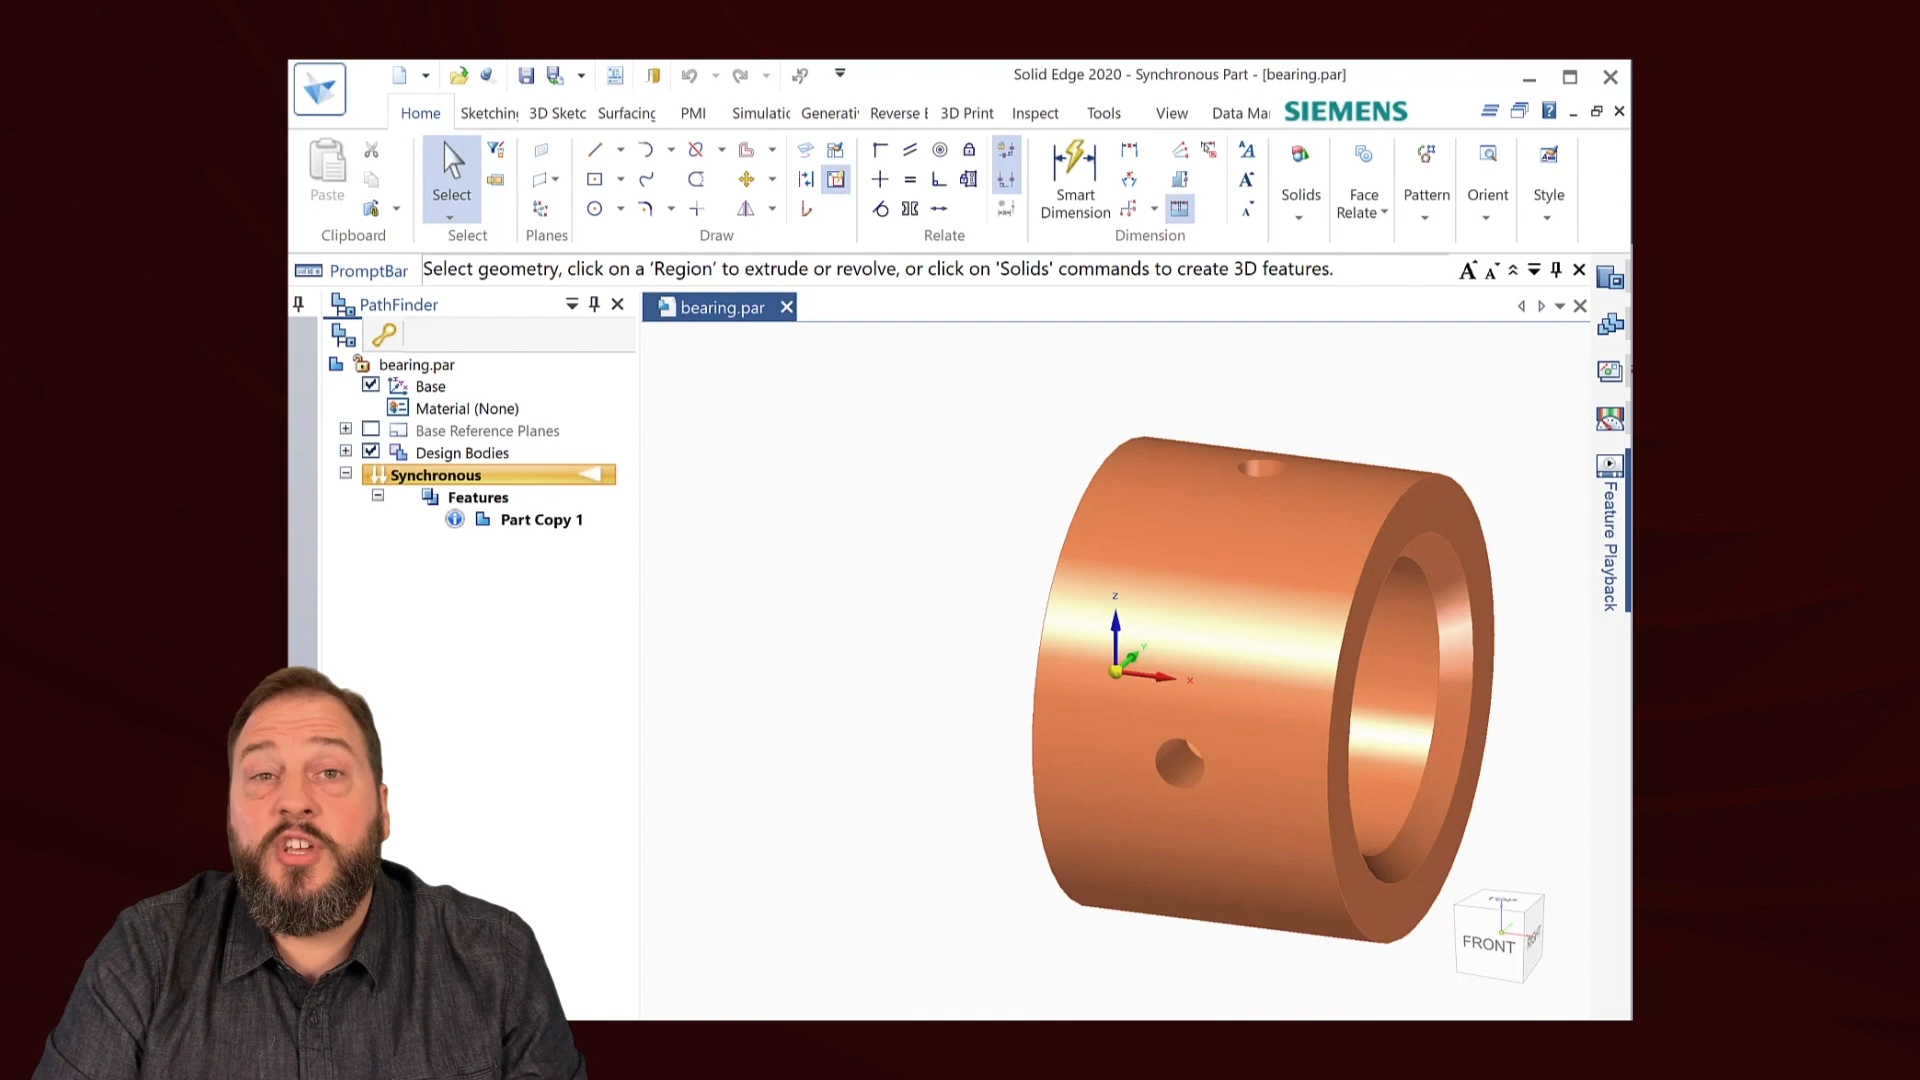 Solid Edge 2020 - Synchronous Part - [bearing.par]
Home Sketching 3D Sketc Surfacing PMI Simulatic Generati Reverse E 3D Print Inspect Tools View Data Ma SIEMENS
Paste
Clipboard
Select
Select
Planes
Draw
Relate
Smart
Dimension
Dimension
Solids
Face
Relate
Pattern
Orient
Style
PromptBar
Select geometry, click on a 'Region' to extrude or revolve, or click on 'Solids' commands to create 3D features.
PathFinder
bearing.par
bearing.par
Base
Material (None)
Base Reference Planes
Design Bodies
Synchronous
Features
Part Copy 1
Feature Playback
Z
Y
X
TOP
FRONT
RIGHT